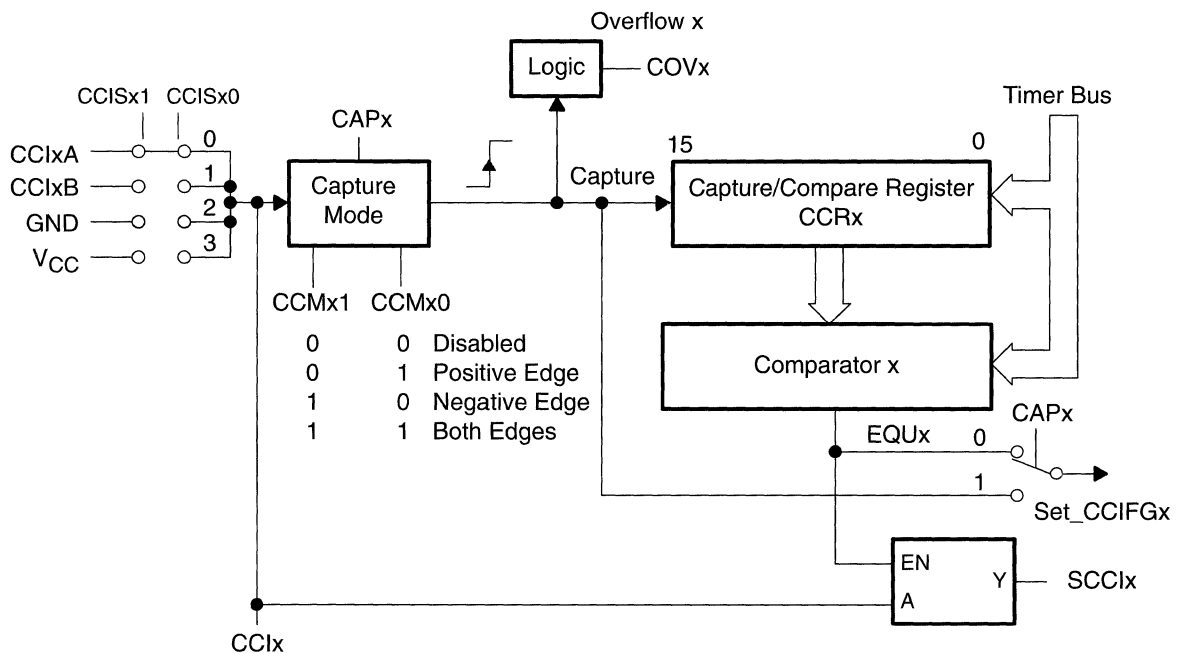 Overflow x
Logic
COVx
CCISx1 CCISx0
CAPx
Timer Bus
CCIxA 0
CCIxB 1
GND 2
VCC 3
Capture
Mode
Capture
15 0
Capture/Compare Register
CCRx
CCMx1 CCMx0
0 0 Disabled
0 1 Positive Edge
1 0 Negative Edge
1 1 Both Edges
Comparator x
CAPx
EQUx 0
1
Set_CCIFGx
EN
Y
A
SCCIx
CCIx